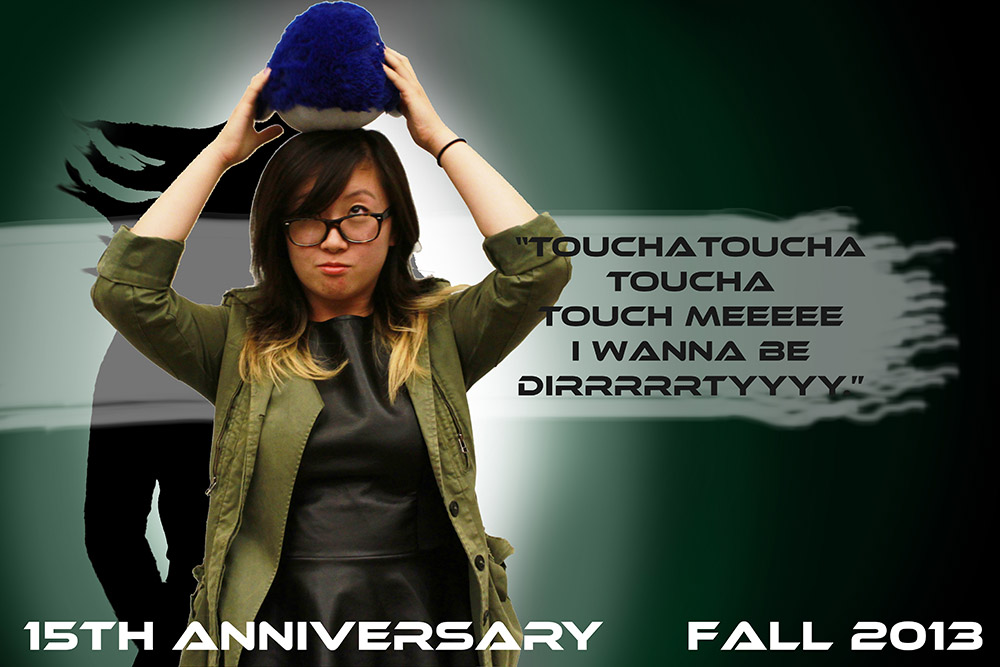 "TOUCHATOUCHA
TOUCHA
TOUCH MEEEEE
I WANNA BE
DIRRRRRTYYYY"
15TH ANNIVERSARY FALL 2013